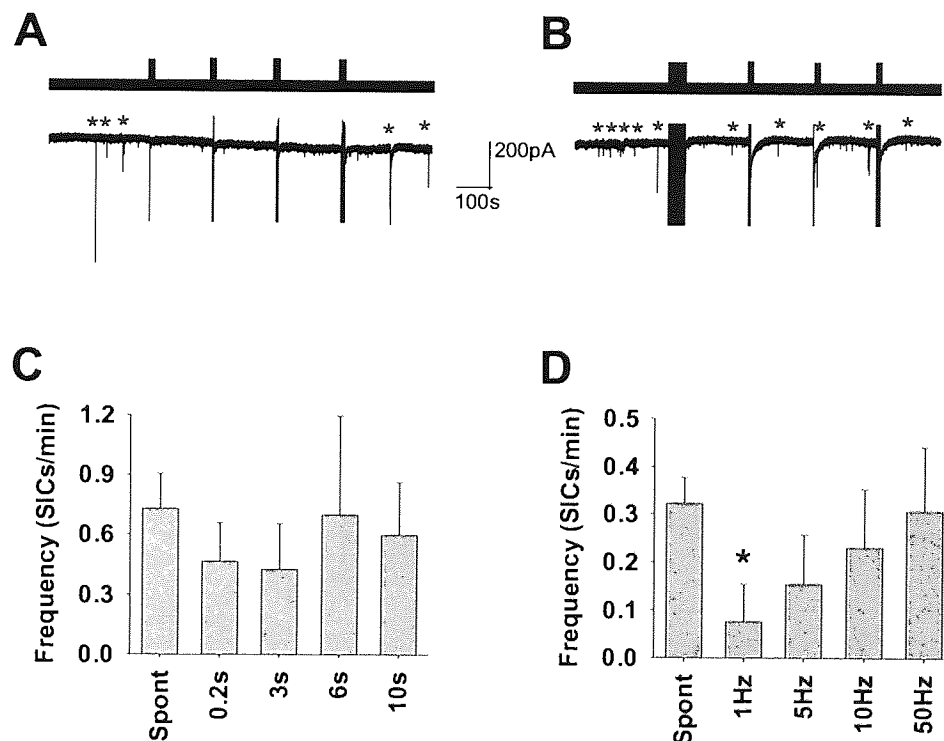 A
B
** *
* *
**** * * * * * *
200pA
100s
C
D
Frequency (SICs/min)
1.2
0.9
0.6
0.3
0.0
Spont
0.2s
3s
6s
10s
Frequency (SICs/min)
0.5
0.4
0.3
0.2
0.1
0.0
*
Spont
1Hz
5Hz
10Hz
50Hz